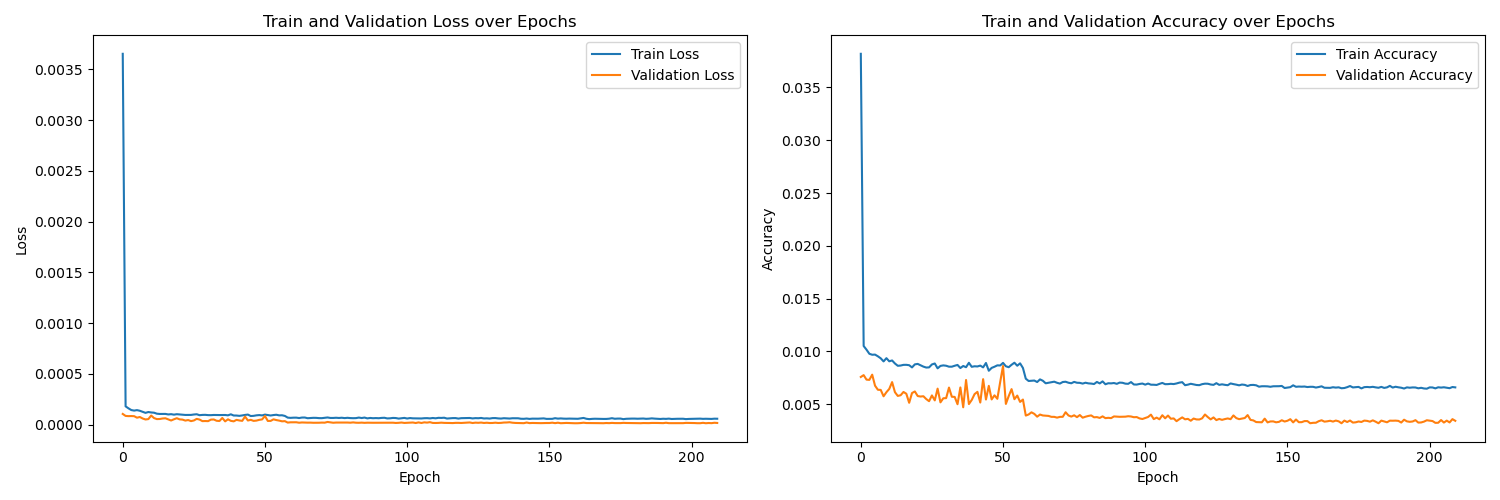 Train and Validation Loss over Epochs
Train Loss
Validation Loss
0.0035
0.0030
0.0025
0.0020
0.0015
0.0010
0.0005
0.0000
Loss
0 50 100 150 200
Epoch
Train and Validation Accuracy over Epochs
Train Accuracy
Validation Accuracy
0.035
0.030
0.025
0.020
0.015
0.010
0.005
Accuracy
0 50 100 150 200
Epoch